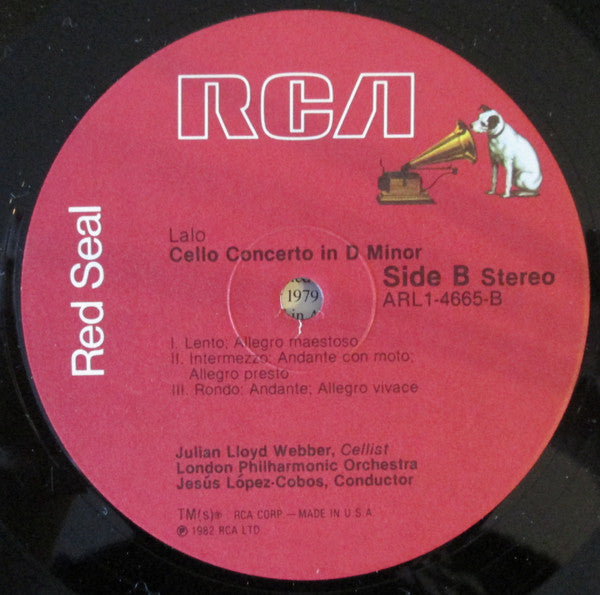 RCA
Red Seal
Lalo
Cello Concerto in D Minor
Side B Stereo
ARL1-4665-B
1979
in
I. Lento; Allegro maestoso
II. Intermezzo: Andante con moto;
Allegro presto
III. Rondo: Andante; Allegro vivace
Julian Lloyd Webber, Cellist
London Philharmonic Orchestra
Jesús López-Cobos, Conductor
TM(s)® RCA CORP. — MADE IN U.S.A.
℗ 1982 RCA LTD.